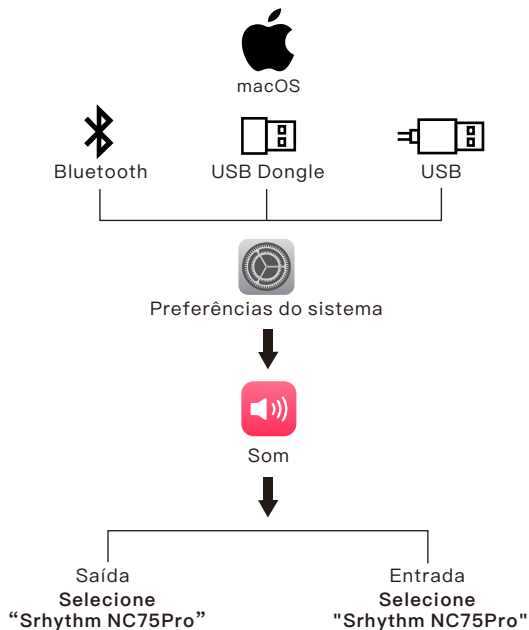 macOS
Bluetooth
USB Dongle
USB
Preferências do sistema
Som
Saída
Selecione
“Srhythm NC75Pro”
Entrada
Selecione
"Srhythm NC75Pro"